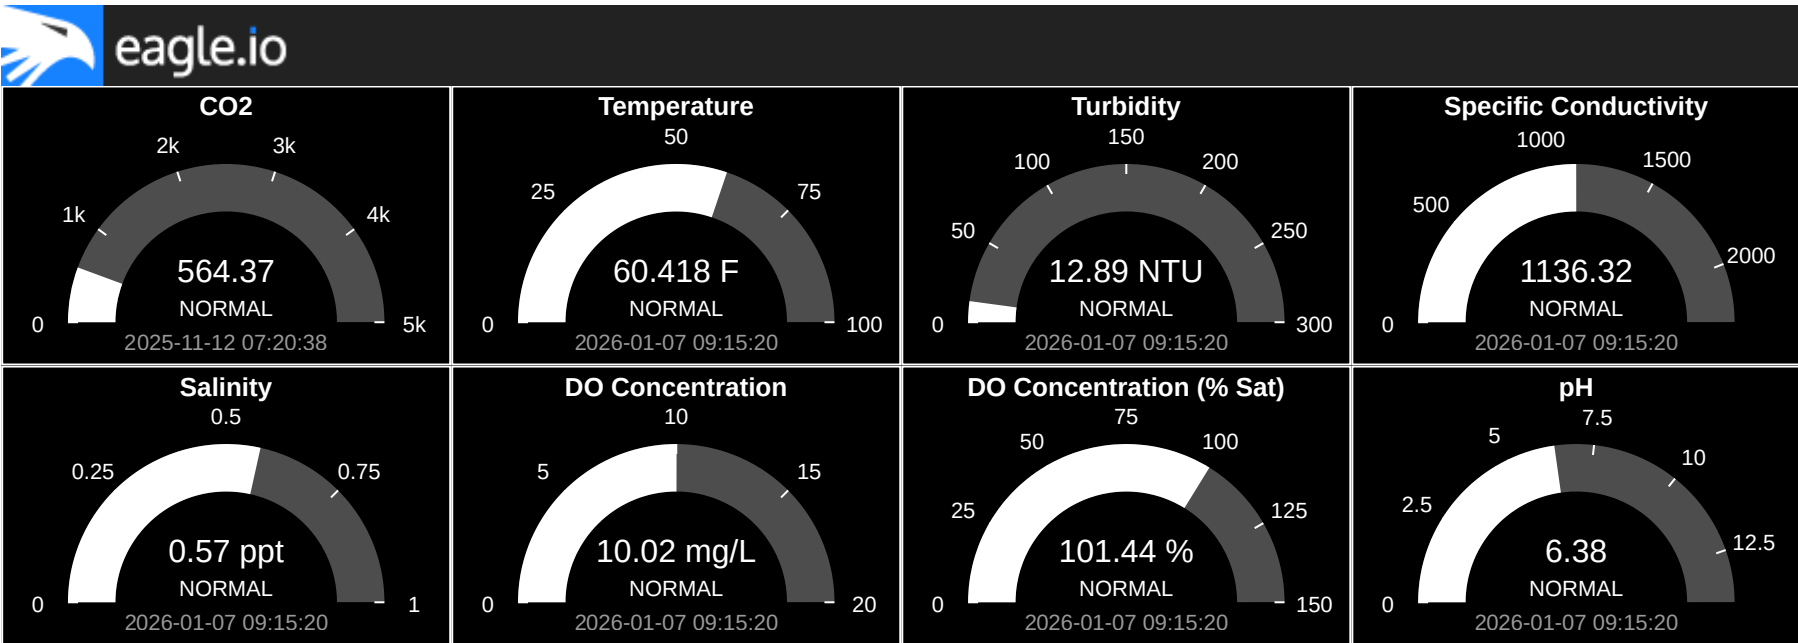 eagle.io
CO2
0
1k
2k
3k
4k
5k
564.37
NORMAL
2025-11-12 07:20:38
Temperature
0
25
50
75
100
60.418 F
NORMAL
2026-01-07 09:15:20
Turbidity
0
50
100
150
200
250
300
12.89 NTU
NORMAL
2026-01-07 09:15:20
Specific Conductivity
0
500
1000
1500
2000
1136.32
NORMAL
2026-01-07 09:15:20
Salinity
0
0.25
0.5
0.75
1
0.57 ppt
NORMAL
2026-01-07 09:15:20
DO Concentration
0
5
10
15
20
10.02 mg/L
NORMAL
2026-01-07 09:15:20
DO Concentration (% Sat)
0
25
50
75
100
125
150
101.44 %
NORMAL
2026-01-07 09:15:20
pH
0
2.5
5
7.5
10
12.5
6.38
NORMAL
2026-01-07 09:15:20